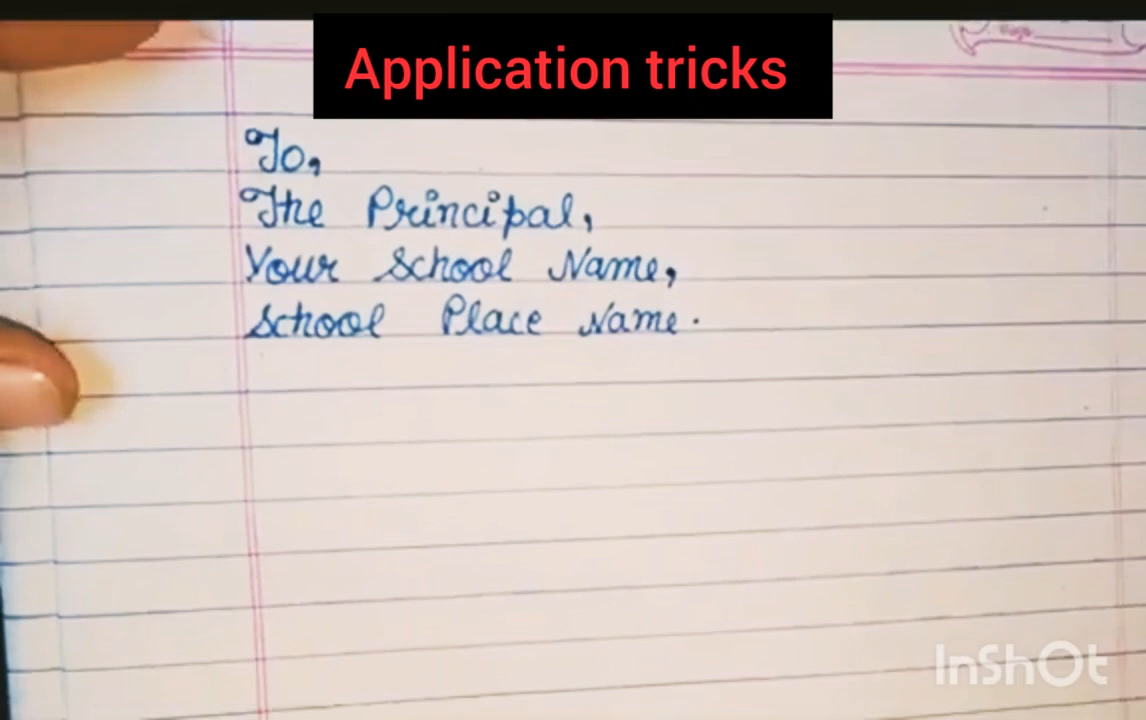 Application tricks
To,
The Principal,
Your School Name,
School Place Name.
InShOt